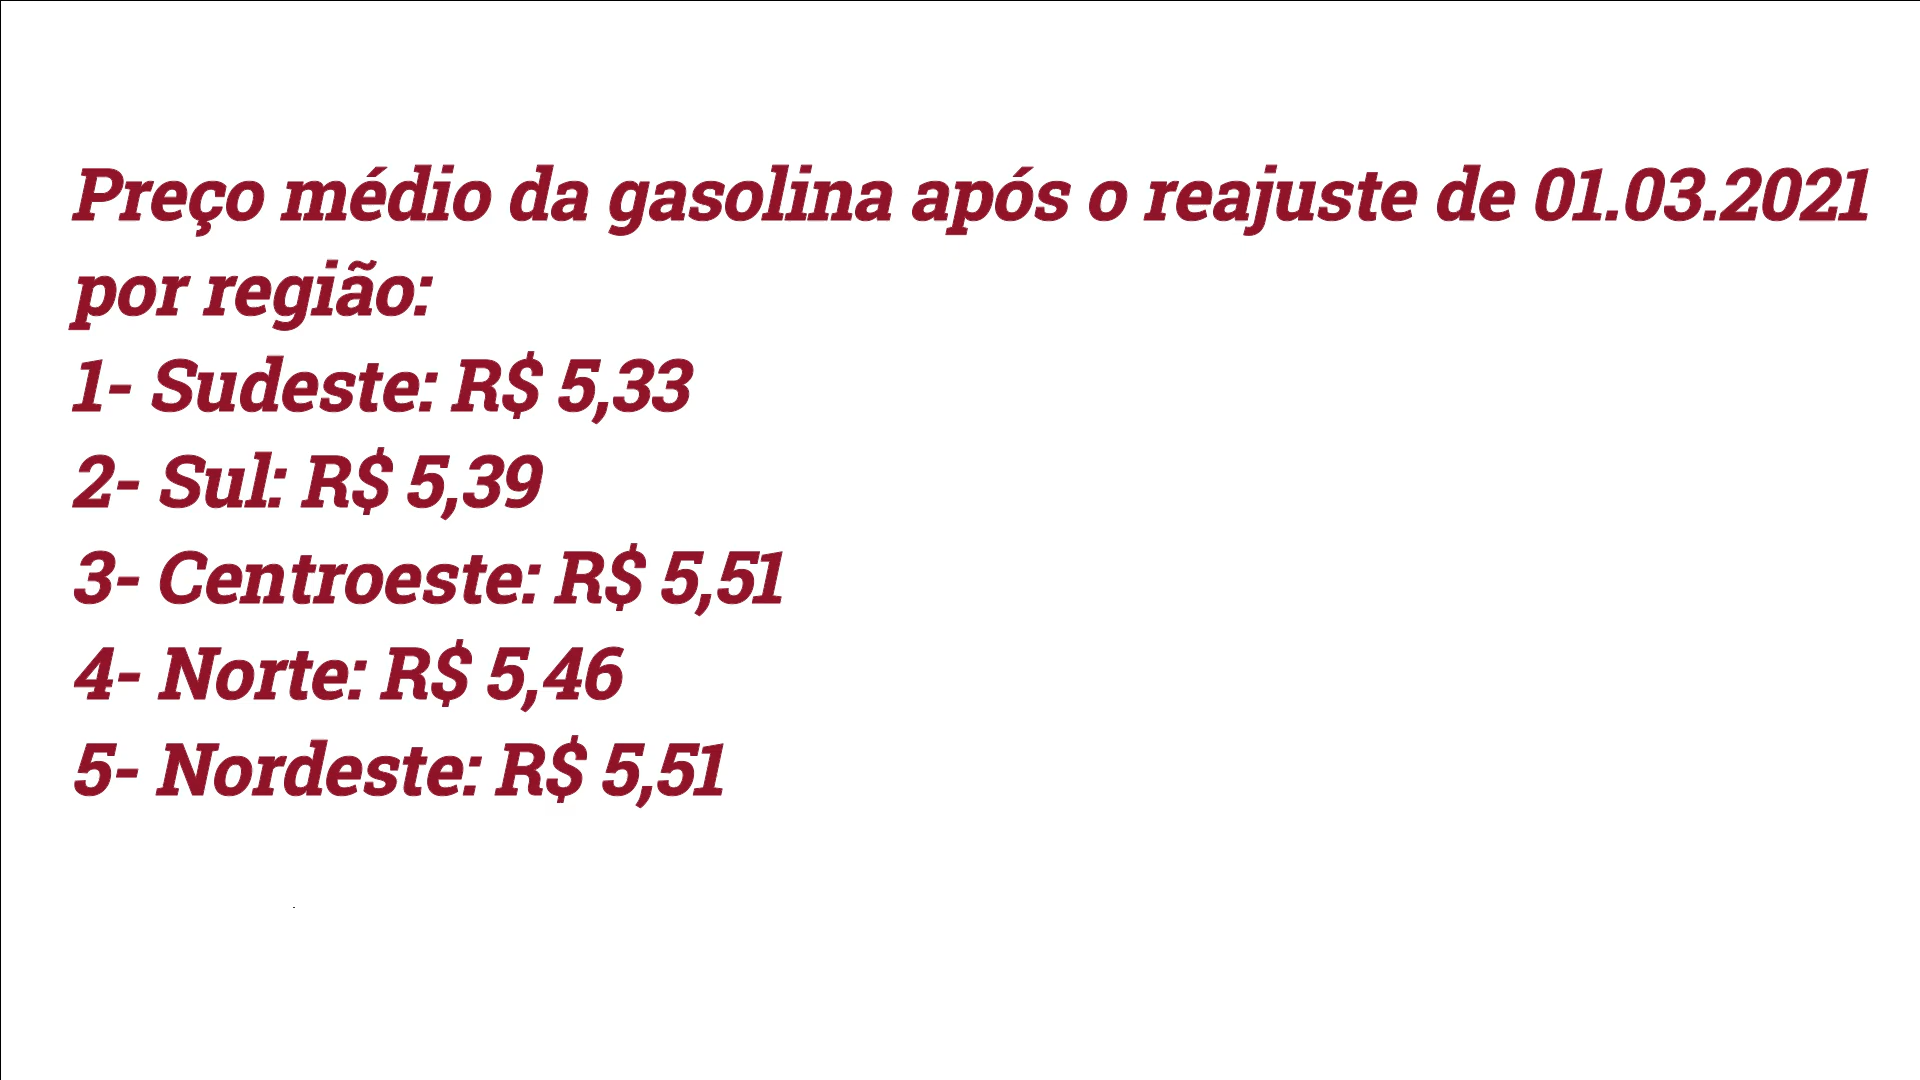 Preço médio da gasolina após o reajuste de 01.03.2021
por região:
1- Sudeste: R$ 5,33
2- Sul: R$ 5,39
3- Centroeste: R$ 5,51
4- Norte: R$ 5,46
5- Nordeste: R$ 5,51